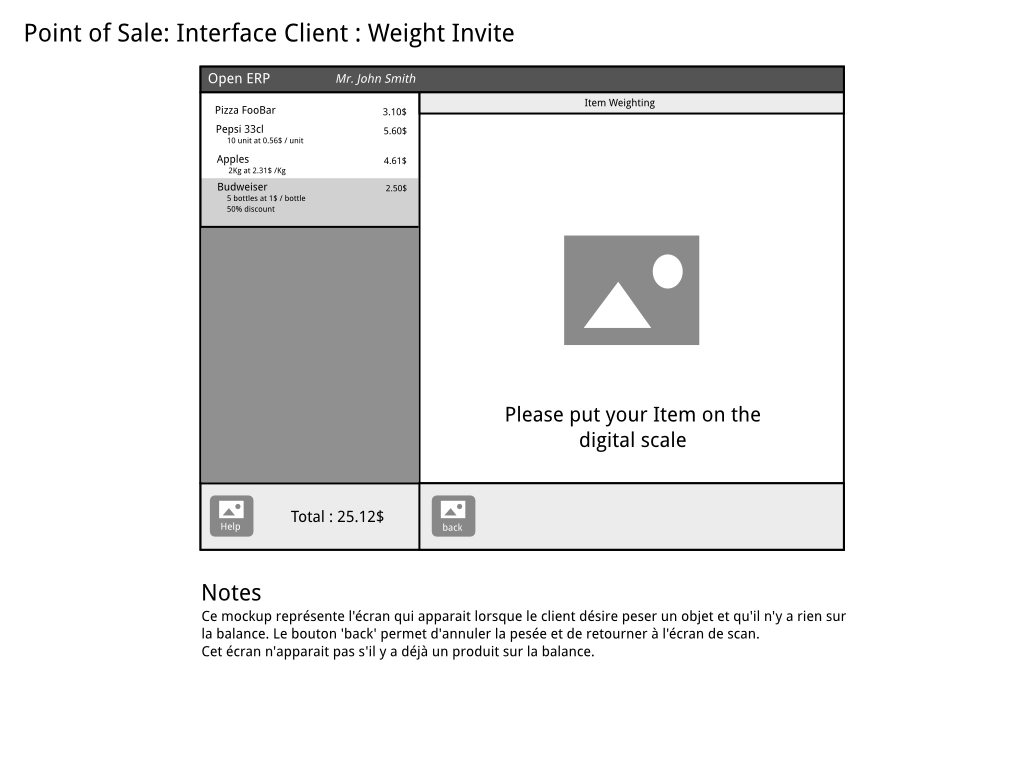 Point of Sale: Interface Client : Weight Invite
Open ERP
Mr. John Smith
Pizza FooBar 3.10$
Pepsi 33cl 5.60$
10 unit at 0.56$ / unit
Apples 4.61$
2Kg at 2.31$ /Kg
Budweiser 2.50$
5 bottles at 1$ / bottle
50% discount
Item Weighting
Please put your Item on the
digital scale
Help
Total : 25.12$
back
Notes
Ce mockup représente l'écran qui apparait lorsque le client désire peser un objet et qu'il n'y a rien sur
la balance. Le bouton 'back' permet d'annuler la pesée et de retourner à l'écran de scan.
Cet écran n'apparait pas s'il y a déjà un produit sur la balance.